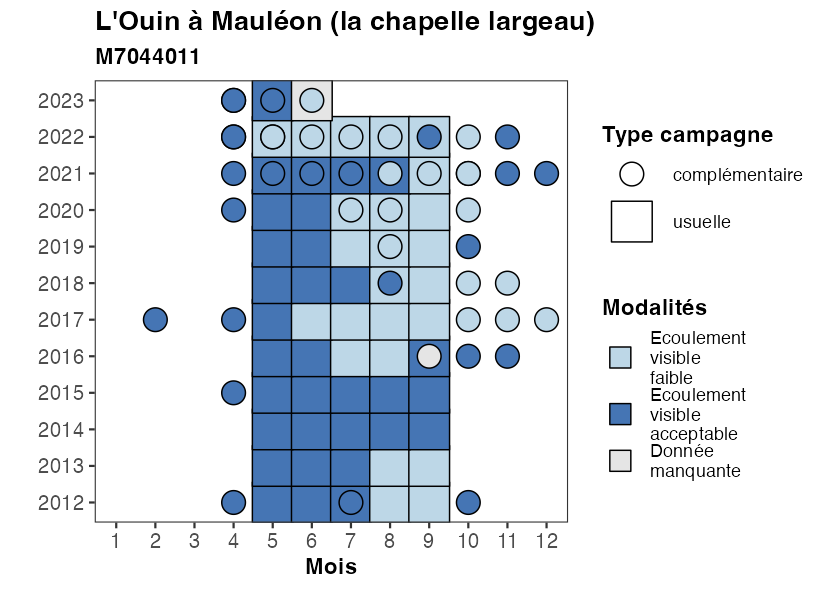 L'Ouin à Mauléon (la chapelle largeau)
M7044011
2023
2022
2021
2020
2019
2018
2017
2016
2015
2014
2013
2012
1 2 3 4 5 6 7 8 9 10 11 12
Mois
Type campagne
complémentaire
usuelle
Modalités
Ecoulement
visible
faible
Ecoulement
visible
acceptable
Donnée
manquante